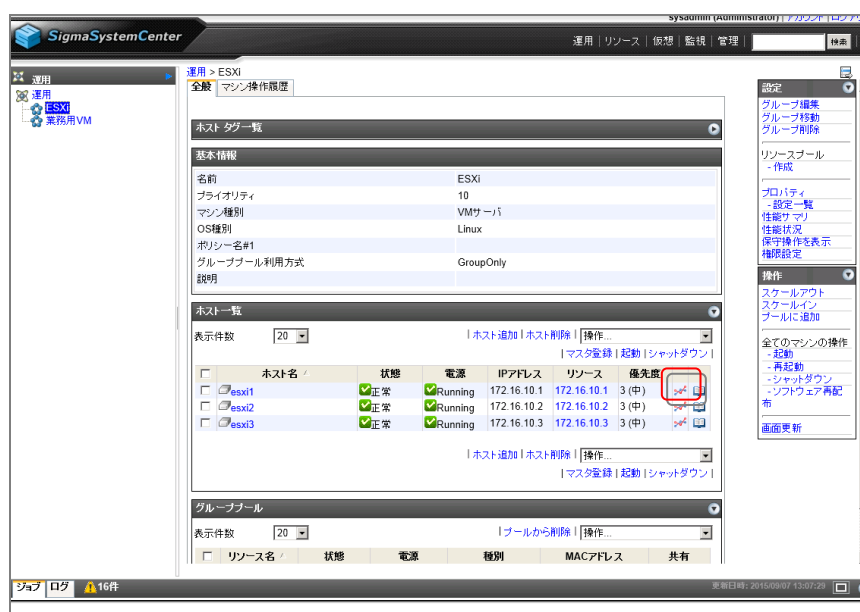 sysadmin (Administrator) | アカウント | ログアウ
SigmaSystemCenter
運用 | リソース | 仮想 | 監視 | 管理 | 検索
運用
運用
ESXi
業務用VM
運用 > ESXi
全般 マシン操作履歴
ホスト タグ一覧
基本情報
名前 ESXi
プライオリティ 10
マシン種別 VMサーバ
OS種別 Linux
ポリシー名#1
グループプール利用方式 GroupOnly
説明
ホスト一覧
表示件数 20 | ホスト追加 | ホスト削除 | 操作...
| マスタ登録 | 起動 | シャットダウン |
ホスト名 状態 電源 IPアドレス リソース 優先度
esxi1 正常 Running 172.16.10.1 172.16.10.1 3 (中)
esxi2 正常 Running 172.16.10.2 172.16.10.2 3 (中)
esxi3 正常 Running 172.16.10.3 172.16.10.3 3 (中)
| ホスト追加 | ホスト削除 | 操作...
| マスタ登録 | 起動 | シャットダウン |
グループプール
表示件数 20 | プールから削除 | 操作...
リソース名 状態 電源 種別 MACアドレス 共有
設定
グループ編集
グループ移動
グループ削除
リソースプール
- 作成
プロパティ
- 設定一覧
性能サマリ
性能状況
保守操作を表示
権限設定
操作
スケールアウト
スケールイン
プールに追加
全てのマシンの操作
- 起動
- 再起動
- シャットダウン
- ソフトウェア再配
布
画面更新
ジョブ ログ 16件
更新日時: 2015/09/07 13:07:29